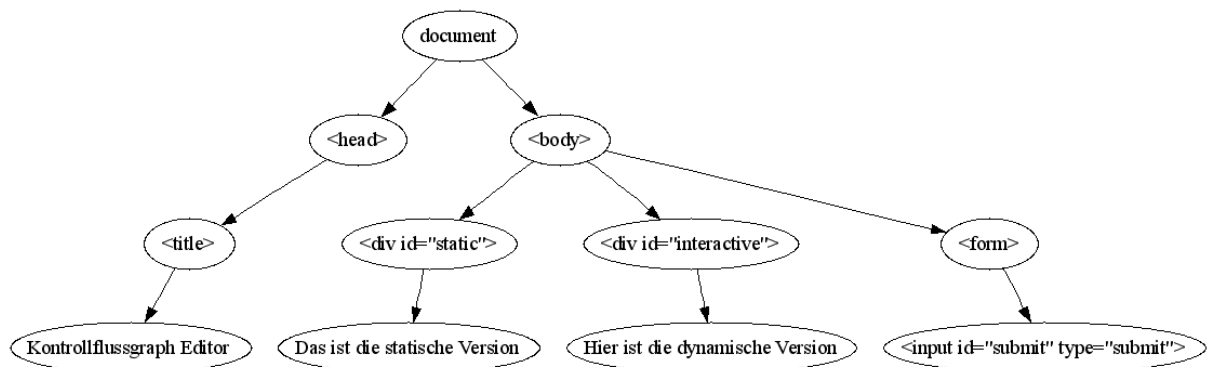 document
<head>
<body>
<title>
<div id="static">
<div id="interactive">
<form>
Kontrollflussgraph Editor
Das ist die statische Version
Hier ist die dynamische Version
<input id="submit" type="submit">